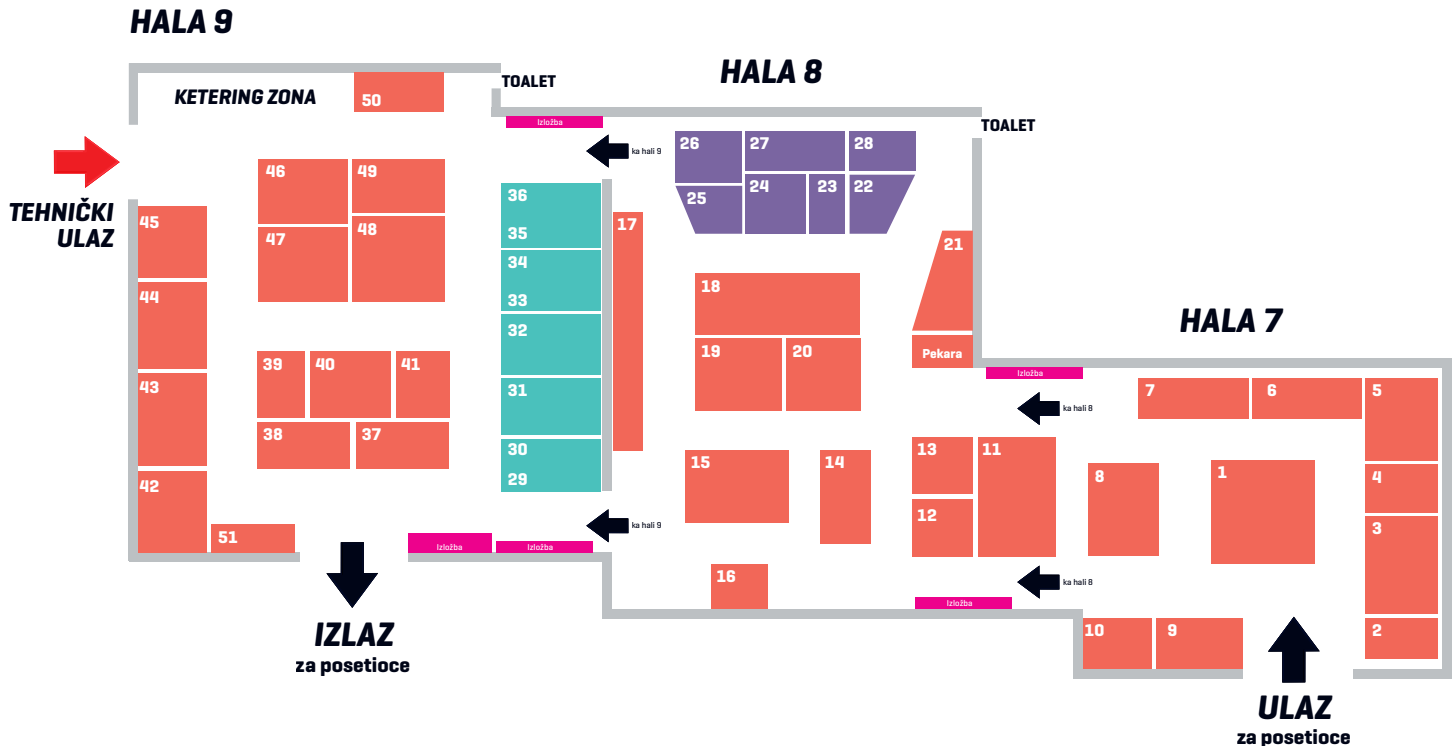 HALA 9
KETERING ZONA
50
TOALET
Izložba
TEHNIČKI
ULAZ
46
49
45
47
48
44
43
42
39
40
41
38
37
51
36
35
34
33
32
31
30
29
Izložba
Izložba
IZLAZ
za posetioce
HALA 8
TOALET
ka hali 9
26
27
28
25
24
23
22
17
21
18
19
20
Pekara
15
14
13
11
12
16
ka hali 9
Izložba
HALA 7
Izložba
ka hali 8
7
6
5
8
1
4
3
2
ka hali 8
10
9
ULAZ
za posetioce